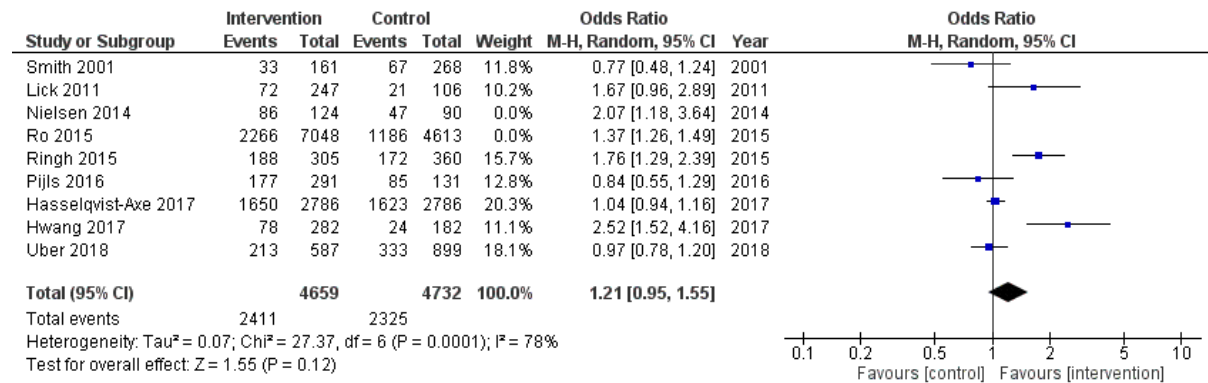 Intervention Control Odds Ratio Odds Ratio
Study or Subgroup Events Total Events Total Weight M-H, Random, 95% CI Year M-H, Random, 95% CI
Smith 2001 33 161 67 268 11.8% 0.77 [0.48, 1.24] 2001
Lick 2011 72 247 21 106 10.2% 1.67 [0.96, 2.89] 2011
Nielsen 2014 86 124 47 90 0.0% 2.07 [1.18, 3.64] 2014
Ro 2015 2266 7048 1186 4613 0.0% 1.37 [1.26, 1.49] 2015
Ringh 2015 188 305 172 360 15.7% 1.76 [1.29, 2.39] 2015
Pijls 2016 177 291 85 131 12.8% 0.84 [0.55, 1.29] 2016
Hasselqvist-Axe 2017 1650 2786 1623 2786 20.3% 1.04 [0.94, 1.16] 2017
Hwang 2017 78 282 24 182 11.1% 2.52 [1.52, 4.16] 2017
Uber 2018 213 587 333 899 18.1% 0.97 [0.78, 1.20] 2018
Total (95% CI) 4659 4732 100.0% 1.21 [0.95, 1.55]
Total events 2411 2325
Heterogeneity: Tau² = 0.07; Chi² = 27.37, df = 6 (P = 0.0001); I² = 78%
Test for overall effect: Z = 1.55 (P = 0.12)
0.1 0.2 0.5 1 2 5 10
Favours [control] Favours [intervention]